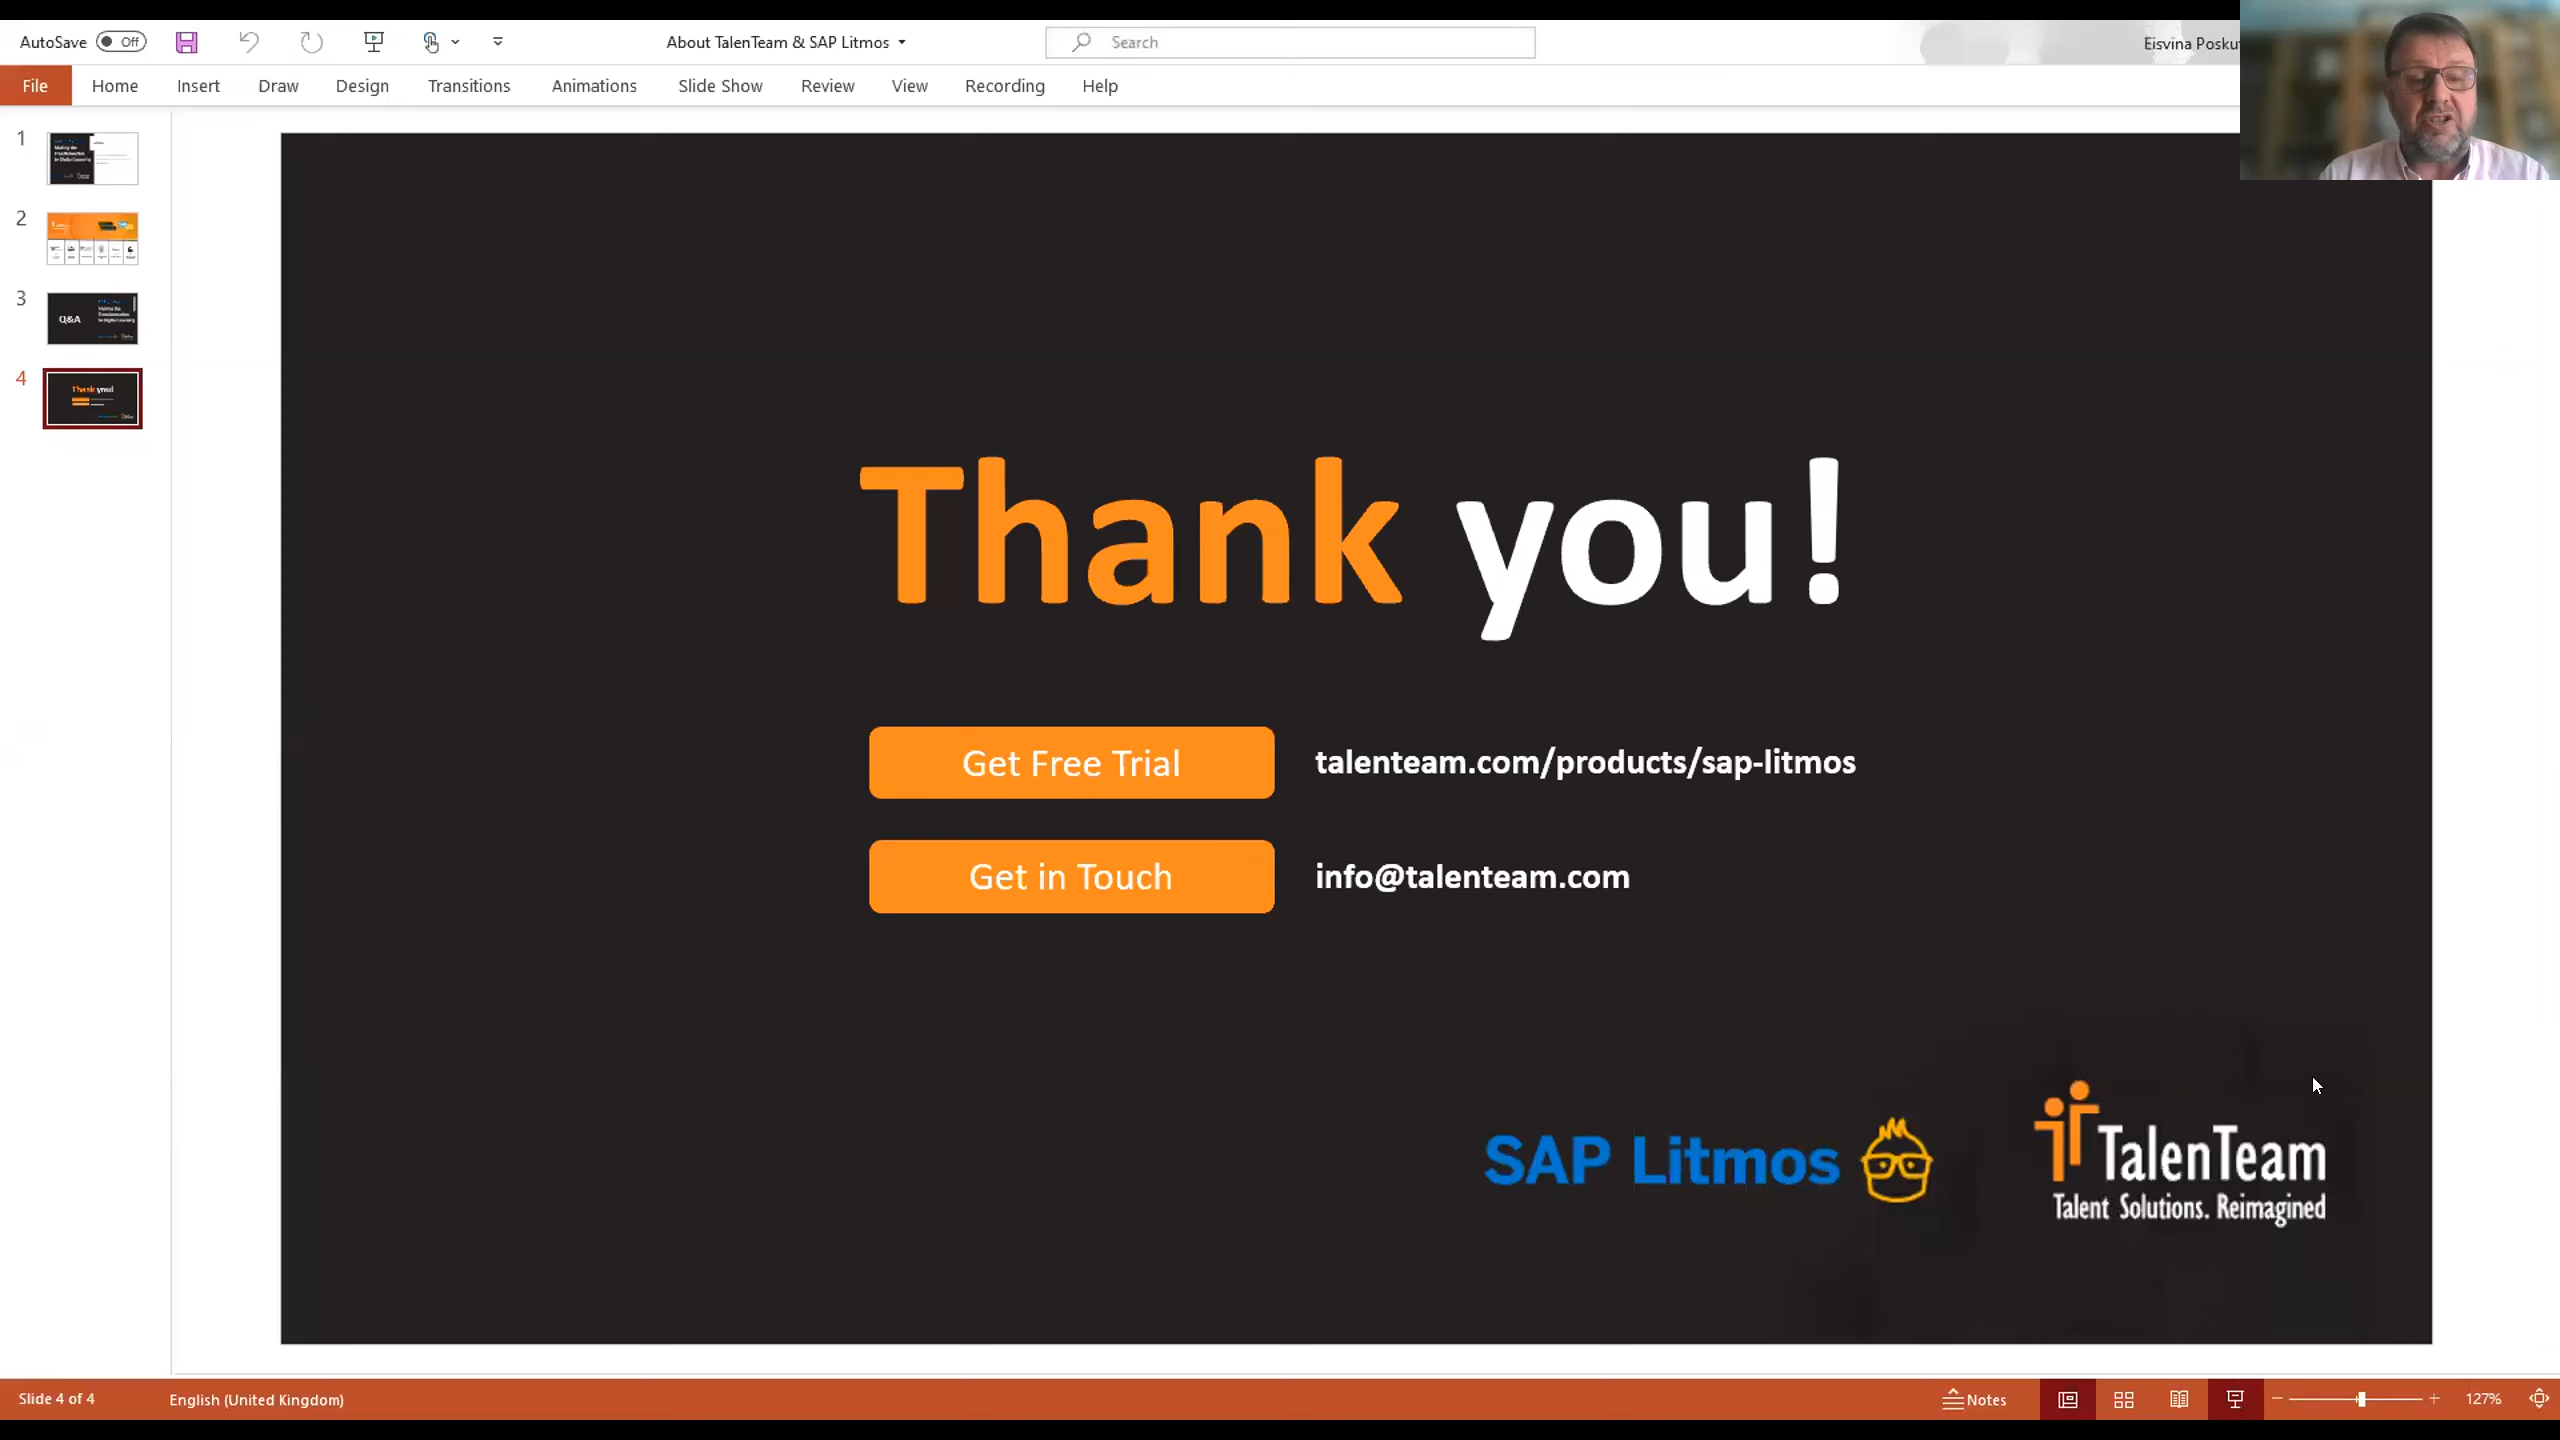 AutoSave Off
About TalenTeam & SAP Litmos
Search
Eisvina Posku
File Home Insert Draw Design Transitions Animations Slide Show Review View Recording Help
1
2
3
Q&A
4
Thank you!
Thank you!
Get Free Trial talenteam.com/products/sap-litmos
Get in Touch info@talenteam.com
SAP Litmos
TalenTeam
Talent Solutions. Reimagined
Slide 4 of 4 English (United Kingdom) Notes 127%